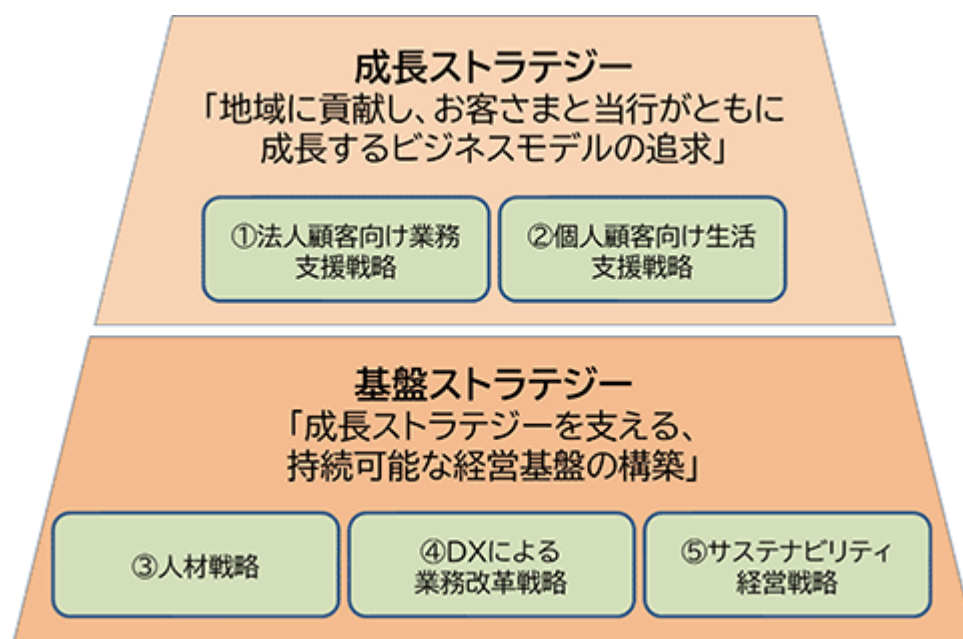 成長ストラテジー
「地域に貢献し、お客さまと当行がともに
成長するビジネスモデルの追求」
①法人顧客向け業務
支援戦略
②個人顧客向け生活
支援戦略
基盤ストラテジー
「成長ストラテジーを支える、
持続可能な経営基盤の構築」
③人材戦略
④DXによる
業務改革戦略
⑤サステナビリティ
経営戦略